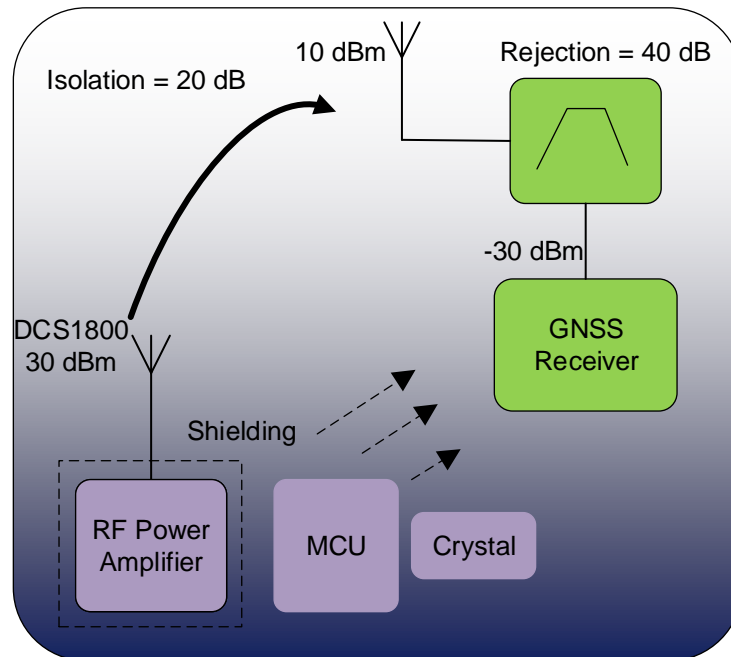 10 dBm
Rejection = 40 dB
Isolation = 20 dB
-30 dBm
GNSS
Receiver
DCS1800
30 dBm
Shielding
RF Power
Amplifier
MCU
Crystal